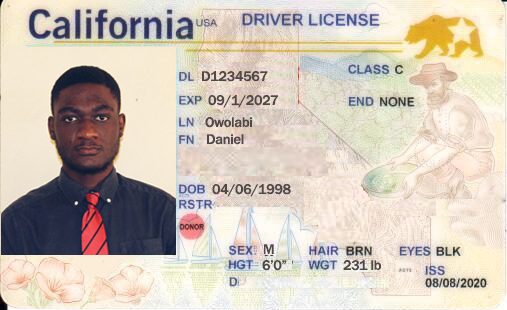 California USA DRIVER LICENSE
DL D1234567 CLASS C
EXP 09/1/2027 END NONE
LN Owolabi
FN Daniel
DOB 04/06/1998
RSTR
DONOR
SEX M HAIR BRN EYES BLK
HGT 6'0" WGT 231 lb ISS
D 08/08/2020